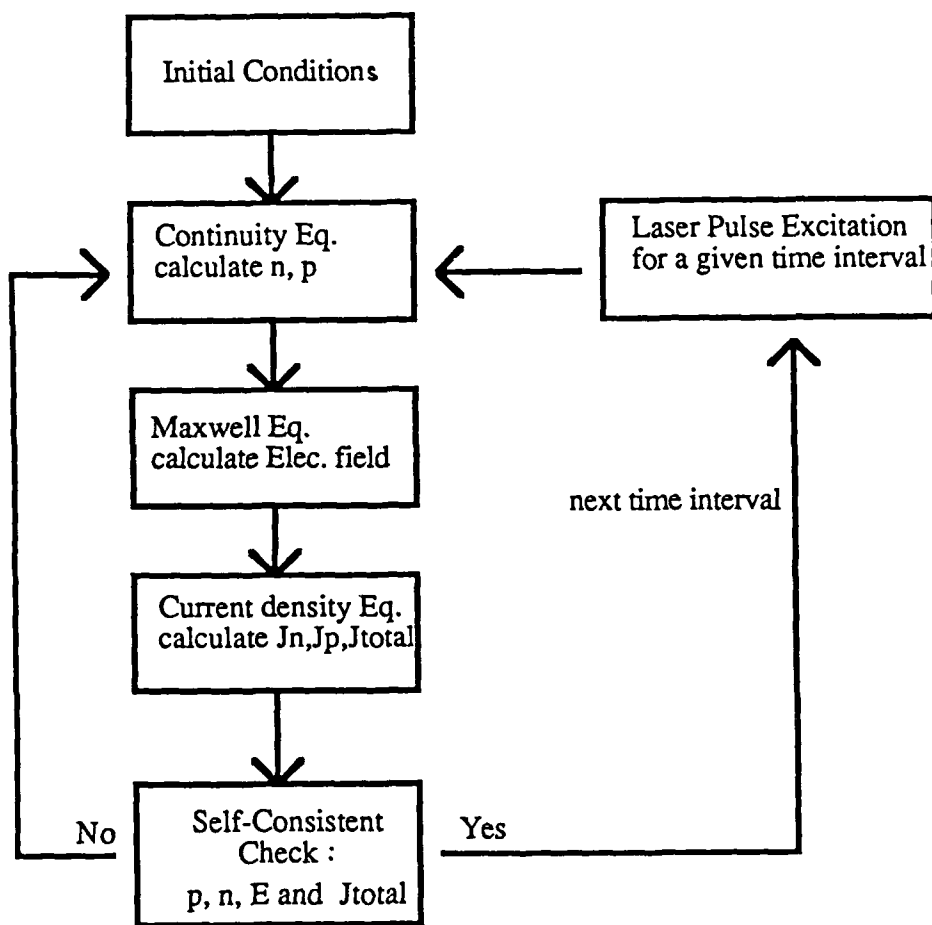 Initial Conditions
Continuity Eq.
calculate n, p
Laser Pulse Excitation
for a given time interval
Maxwell Eq.
calculate Elec. field
next time interval
Current density Eq.
calculate Jn,Jp,Jtotal
No
Self-Consistent
Check :
p, n, E and Jtotal
Yes